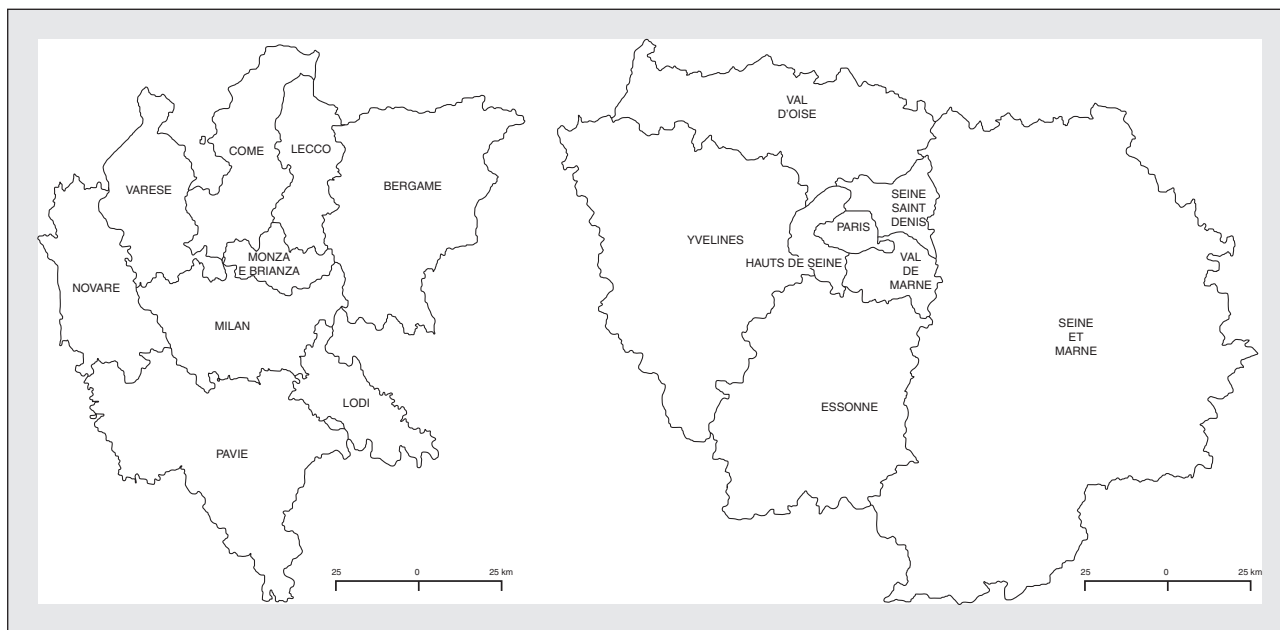 VARESE
COME
LECCO
BERGAME
NOVARE
MONZA
E BRIANZA
MILAN
LODI
PAVIE
25 0 25 km
VAL
D'OISE
YVELINES
SEINE
SAINT
DENIS
PARIS
HAUTS DE SEINE
VAL
DE
MARNE
SEINE
ET
MARNE
ESSONNE
25 0 25 km